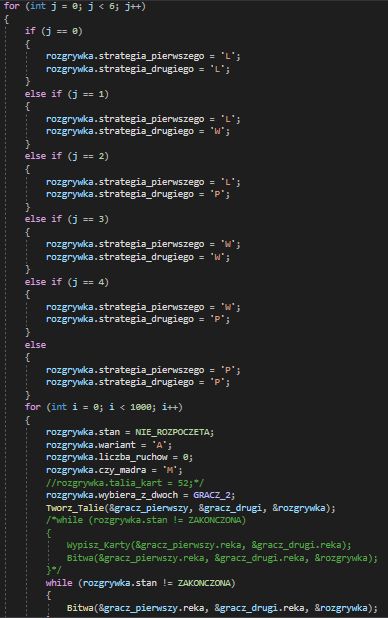 for (int j = 0; j < 6; j++)
{
if (j == 0)
{
rozgrywka.strategia_pierwszego = 'L';
rozgrywka.strategia_drugiego = 'L';
}
else if (j == 1)
{
rozgrywka.strategia_pierwszego = 'L';
rozgrywka.strategia_drugiego = 'W';
}
else if (j == 2)
{
rozgrywka.strategia_pierwszego = 'L';
rozgrywka.strategia_drugiego = 'P';
}
else if (j == 3)
{
rozgrywka.strategia_pierwszego = 'W';
rozgrywka.strategia_drugiego = 'W';
}
else if (j == 4)
{
rozgrywka.strategia_pierwszego = 'W';
rozgrywka.strategia_drugiego = 'P';
}
else
{
rozgrywka.strategia_pierwszego = 'P';
rozgrywka.strategia_drugiego = 'P';
}
for (int i = 0; i < 1000; i++)
{
rozgrywka.stan = NIE_ROZPOCZETA;
rozgrywka.wariant = 'A';
rozgrywka.liczba_ruchow = 0;
rozgrywka.czy_madra = 'M';
//rozgrywka.talia_kart = 52;*/
rozgrywka.wybiera_z_dwoch = GRACZ_2;
Tworz_Talie(&gracz_pierwszy, &gracz_drugi, &rozgrywka);
/*while (rozgrywka.stan != ZAKONCZONA)
{
Wypisz_Karty(&gracz_pierwszy.reka, &gracz_drugi.reka);
Bitwa(&gracz_pierwszy.reka, &gracz_drugi.reka, &rozgrywka);
}*/
while (rozgrywka.stan != ZAKONCZONA)
{
Bitwa(&gracz_pierwszy.reka, &gracz_drugi.reka, &rozgrywka);